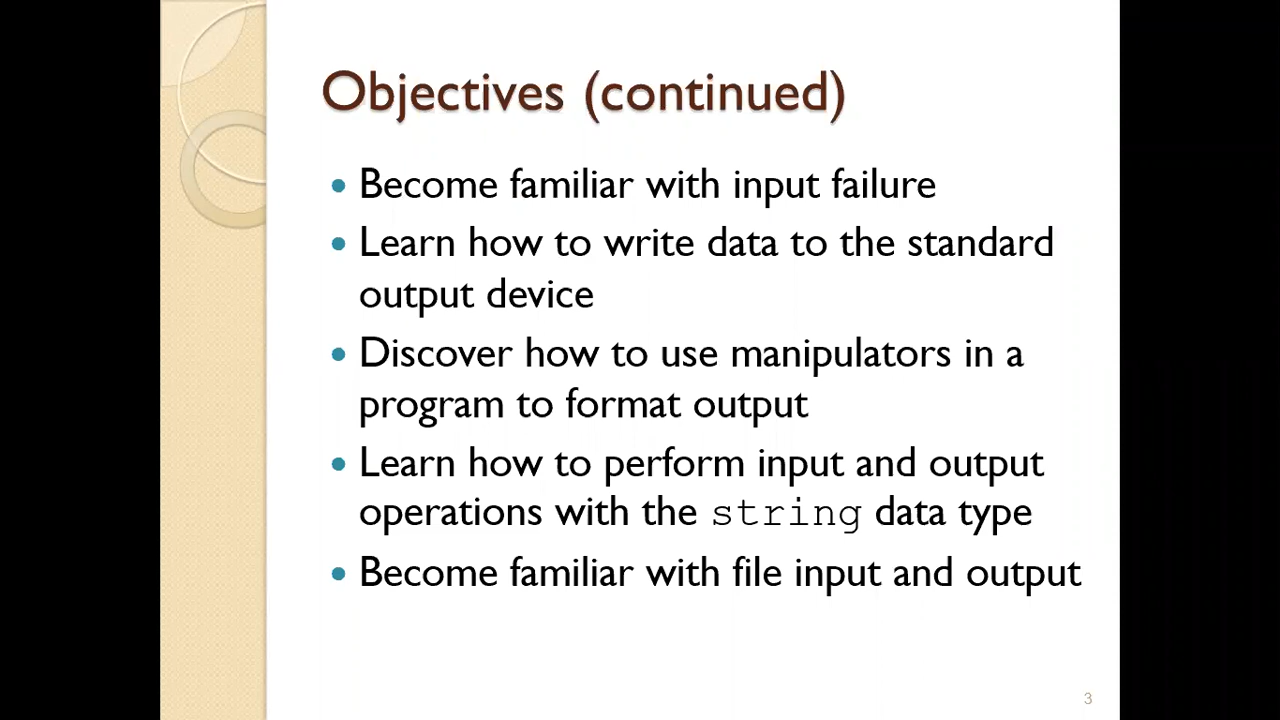 Objectives (continued)
• Become familiar with input failure
• Learn how to write data to the standard
output device
• Discover how to use manipulators in a
program to format output
• Learn how to perform input and output
operations with the string data type
• Become familiar with file input and output
3